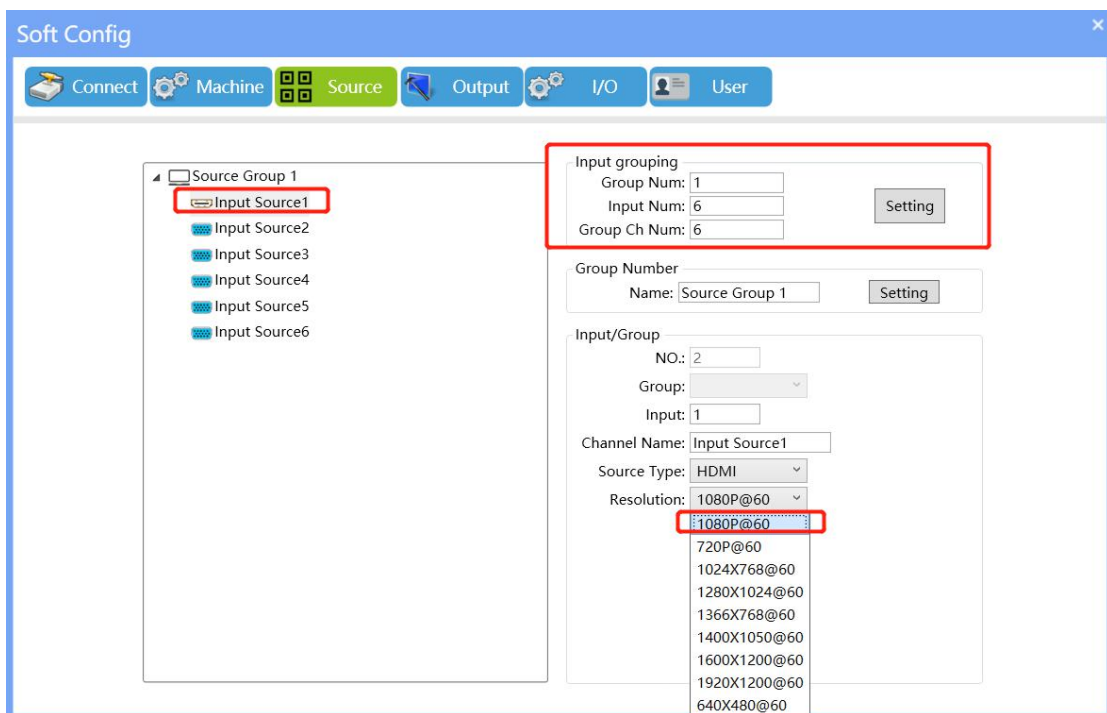 Soft Config
×
Connect Machine Source Output I/O User
Source Group 1
Input Source1
Input Source2
Input Source3
Input Source4
Input Source5
Input Source6
Input grouping
Group Num: 1
Input Num: 6
Setting
Group Ch Num: 6
Group Number
Name: Source Group 1
Setting
Input/Group
NO.: 2
Group:
Input: 1
Channel Name: Input Source1
Source Type: HDMI
Resolution: 1080P@60
1080P@60
720P@60
1024X768@60
1280X1024@60
1366X768@60
1400X1050@60
1600X1200@60
1920X1200@60
640X480@60